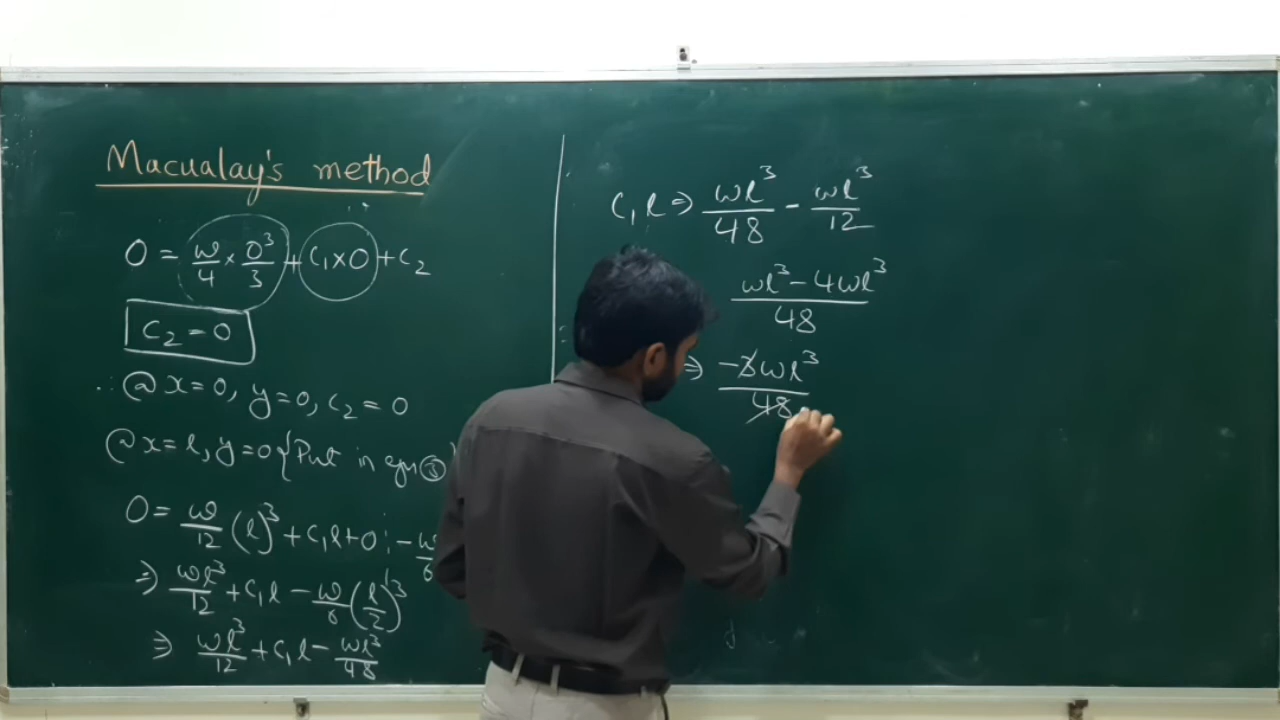 Macualay's method
0 = w/4 × 0³/3 + C₁×0 + C₂
C₂ = 0
∴ @ x=0, y=0, C₂ = 0
@ x=l, y=0 {Put in eqn ③
0 = w/12 (l)³ + C₁l + 0 ; - w/6
⇒ wl³/12 + C₁l - w/6 (l/2)³
⇒ wl³/12 + C₁l - wl³/48
C₁l ⇒ wl³/48 - wl³/12
wl³ - 4wl³/48
⇒ -3wl³/48